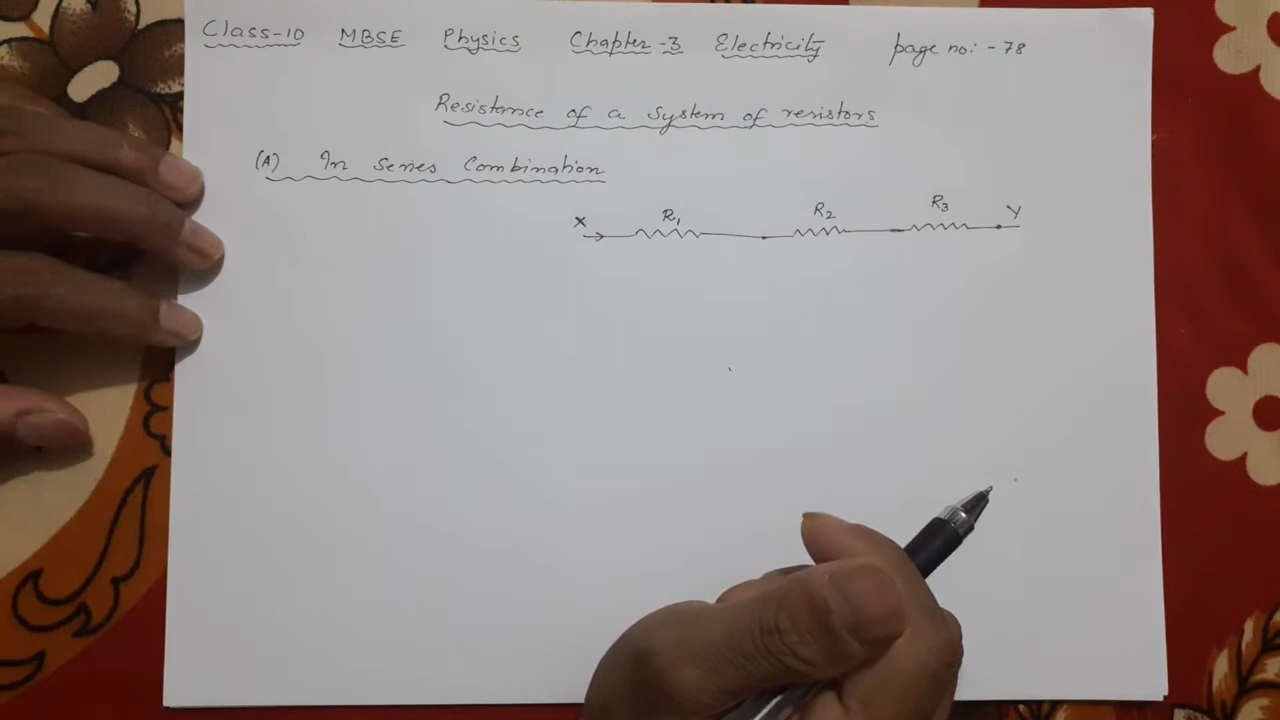 Class-10 MBSE Physics Chapter-3 Electricity page no:-78
Resistance of a System of resistors
(A) In Series Combination
X R1 R2 R3 Y